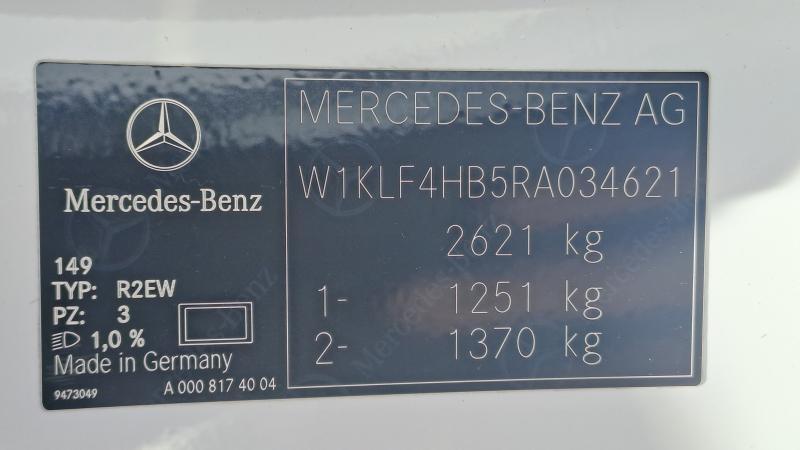 Mercedes-Benz
149
TYP: R2EW
PZ: 3
1,0 %
Made in Germany
9473049
A 000 817 40 04
MERCEDES-BENZ AG
W1KLF4HB5RA034621
2621 kg
1- 1251 kg
2- 1370 kg